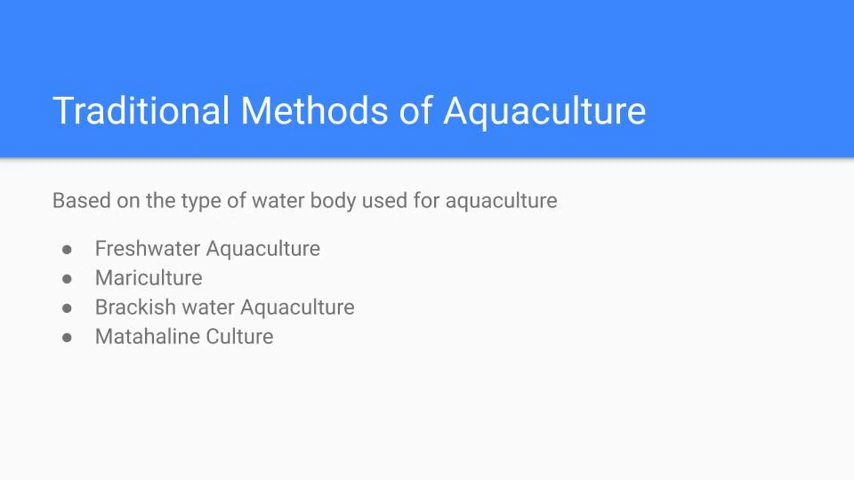 Traditional Methods of Aquaculture
Based on the type of water body used for aquaculture
● Freshwater Aquaculture
● Mariculture
● Brackish water Aquaculture
● Matahaline Culture